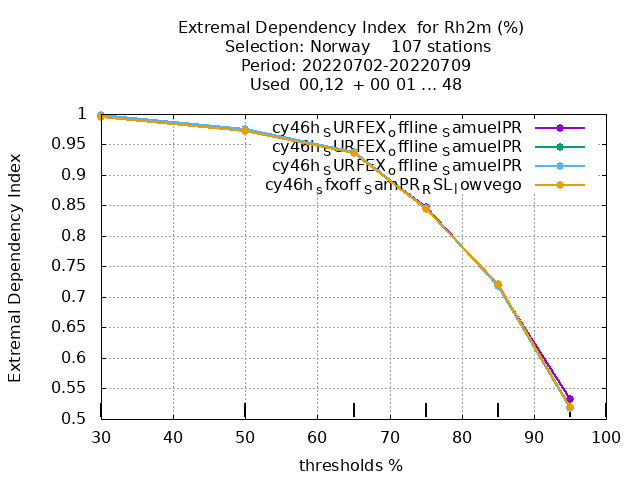 Extremal Dependency Index  for Rh2m (%)
Selection: Norway    107 stations
Period: 20220702-20220709
Used  00,12  + 00 01 ... 48
Extremal Dependency Index
1
0.95
0.9
0.85
0.8
0.75
0.7
0.65
0.6
0.55
0.5
cy46h_SURFEX_offline_SamuelPR
cy46h_SURFEX_offline_SamuelPR
cy46h_SURFEX_offline_SamuelPR
cy46h_sfxoff_SamPR_RSL_lowvego
30 40 50 60 70 80 90 100
thresholds %